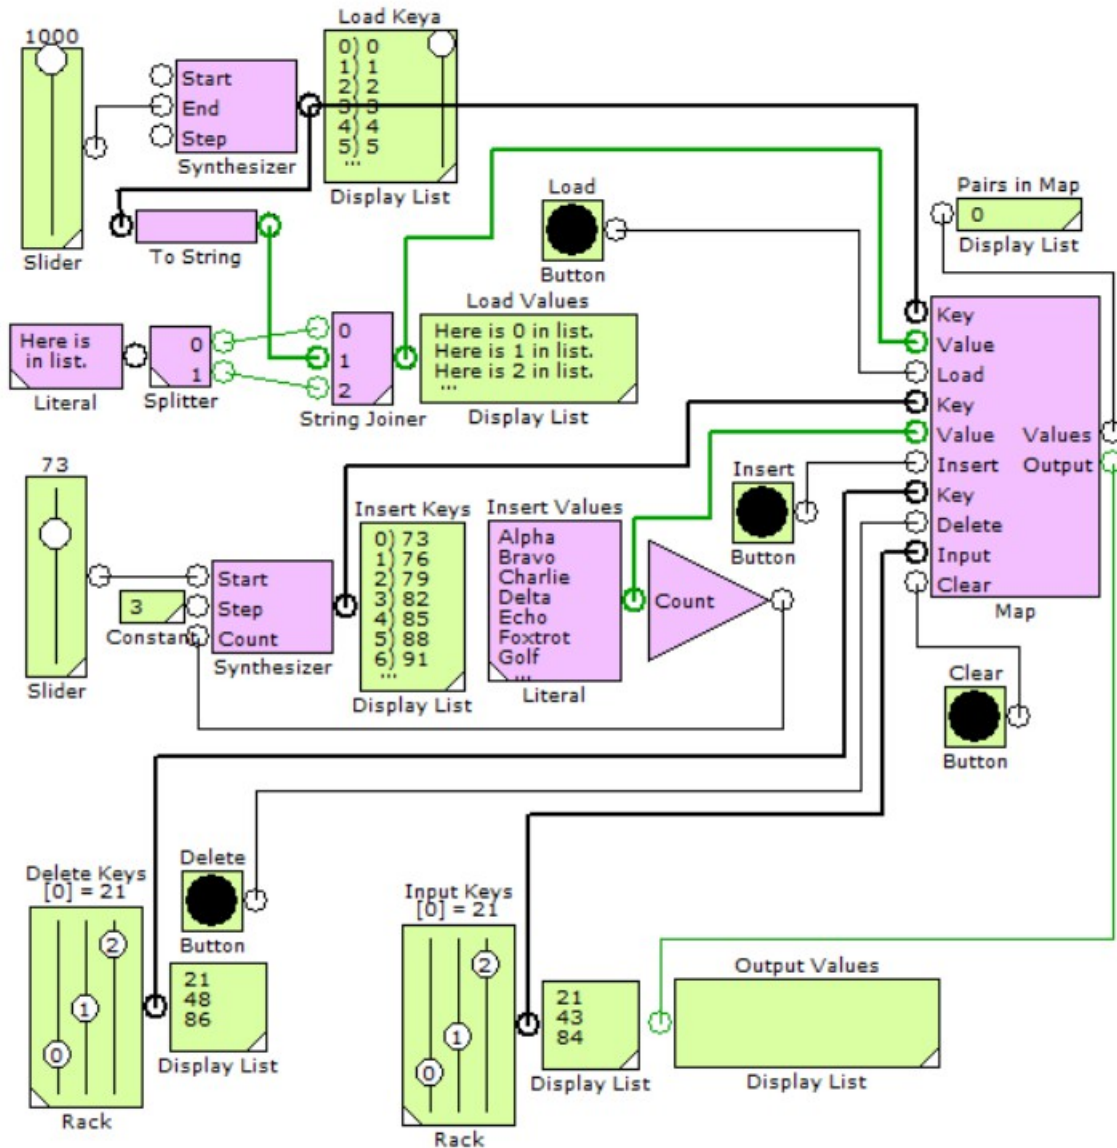 Load Keya
1000
0) 0
1) 1
2) 2
3) 3
4) 4
5) 5
...
Start
End
Step
Synthesizer
Display List
Slider
To String
Load
Button
Pairs in Map
0
Display List
Here is
in list.
Literal
0
1
Splitter
0
1
2
String Joiner
Load Values
Here is 0 in list.
Here is 1 in list.
Here is 2 in list.
...
Display List
Key
Value
Load
Key
Value
Insert
Key
Delete
Input
Clear
Values
Output
Map
73
Slider
Start
Step
Count
Synthesizer
3
Constant
Insert Keys
0) 73
1) 76
2) 79
3) 82
4) 85
5) 88
6) 91
...
Display List
Insert Values
Alpha
Bravo
Charlie
Delta
Echo
Foxtrot
Golf
...
Literal
Count
Insert
Button
Clear
Button
Delete Keys
[0] = 21
0
1
2
Rack
Delete
Button
21
48
86
Display List
Input Keys
[0] = 21
0
1
2
Rack
21
43
84
Display List
Output Values
Display List